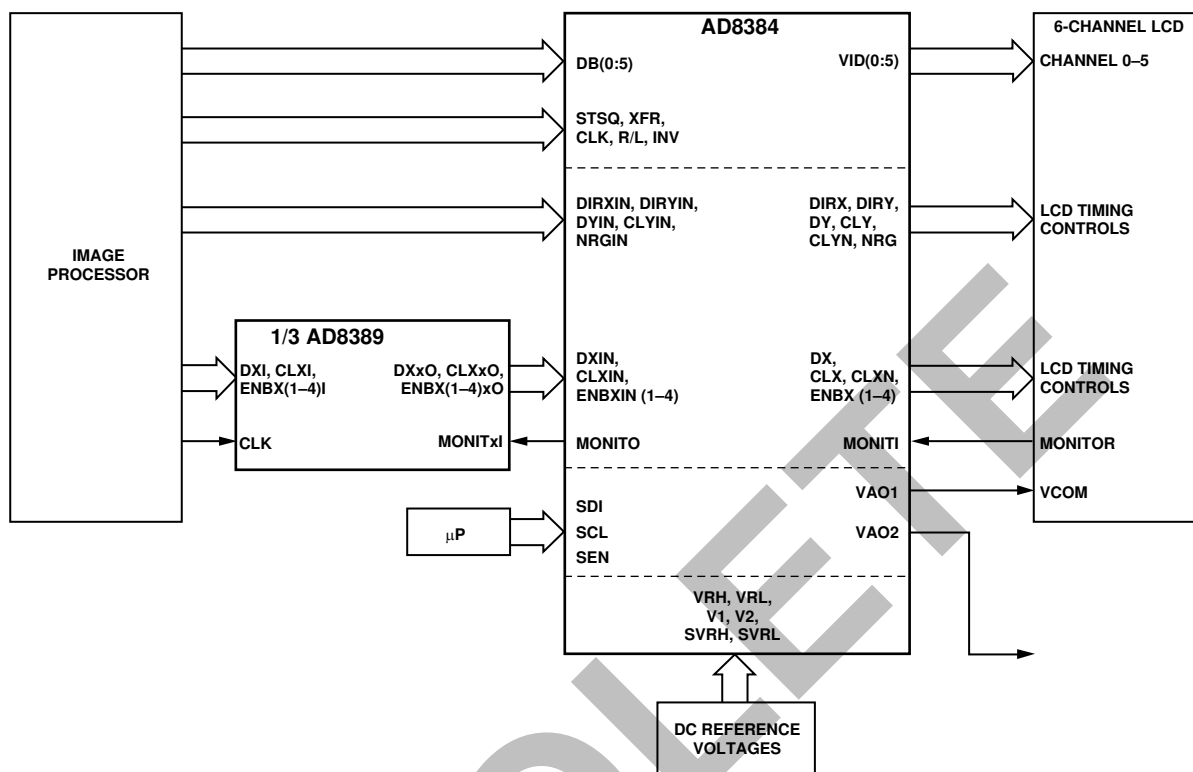 AD8384
6-CHANNEL LCD
DB(0:5)
VID(0:5)
CHANNEL 0–5
STSQ, XFR,
CLK, R/L, INV
DIRXIN, DIRYIN,
DYIN, CLYIN,
NRGIN
DIRX, DIRY,
DY, CLY,
CLYN, NRG
LCD TIMING
CONTROLS
IMAGE
PROCESSOR
1/3 AD8389
DXI, CLXI,
ENBX(1–4)I
DXxO, CLXxO,
ENBX(1–4)xO
DXIN,
CLXIN,
ENBXIN (1–4)
DX,
CLX, CLXN,
ENBX (1–4)
LCD TIMING
CONTROLS
CLK
MONITxI
MONITO
MONITI
MONITOR
VAO1
VCOM
μP
SDI
SCL
SEN
VAO2
VRH, VRL,
V1, V2,
SVRH, SVRL
DC REFERENCE
VOLTAGES
OLETE